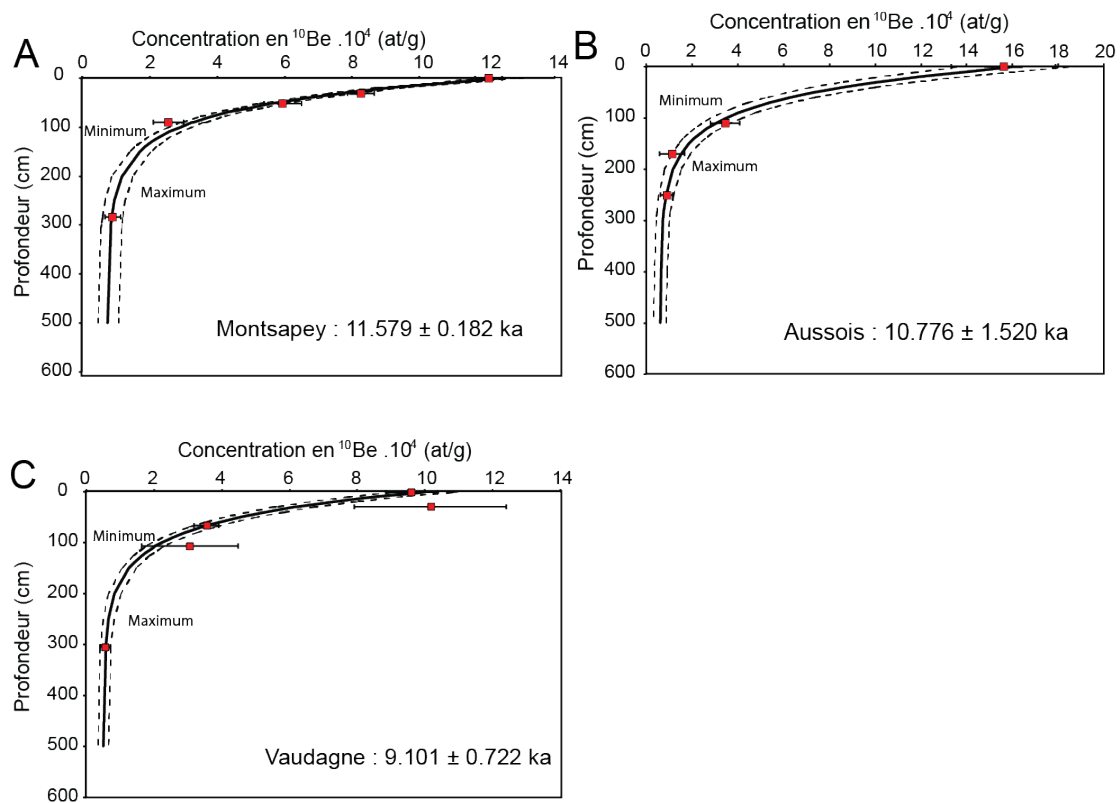 A
Concentration en ¹⁰Be .10⁴ (at/g)
0 2 4 6 8 10 12 14
0
100
200
300
400
500
600
Profondeur (cm)
Minimum
Maximum
Montsapey : 11.579 ± 0.182 ka
B
Concentration en ¹⁰Be .10⁴ (at/g)
0 2 4 6 8 10 12 14 16 18 20
0
100
200
300
400
500
600
Profondeur (cm)
Minimum
Maximum
Aussois : 10.776 ± 1.520 ka
C
Concentration en ¹⁰Be .10⁴ (at/g)
0 2 4 6 8 10 12 14
0
100
200
300
400
500
600
Profondeur (cm)
Minimum
Maximum
Vaudagne : 9.101 ± 0.722 ka